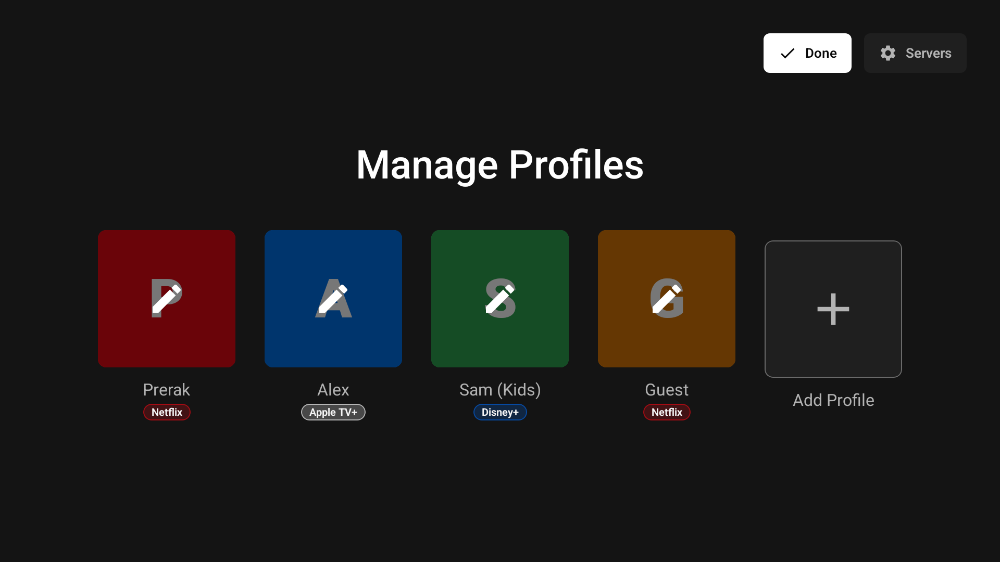 Done
Servers
Manage Profiles
P
A
S
G
Prerak
Alex
Sam (Kids)
Guest
Add Profile
Netflix
Apple TV+
Disney+
Netflix